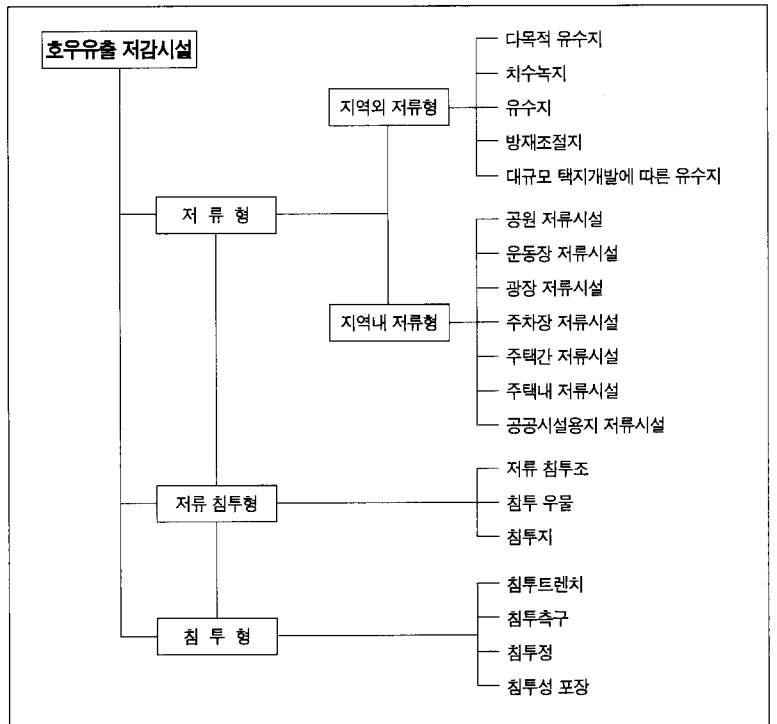 호우유출 저감시설
저 류 형
지역외 저류형
다목적 유수지
치수녹지
유수지
방재조절지
대규모 택지개발에 따른 유수지
지역내 저류형
공원 저류시설
운동장 저류시설
광장 저류시설
주차장 저류시설
주택간 저류시설
주택내 저류시설
공공시설용지 저류시설
저류 침투형
저류 침투조
침투 우물
침투지
침 투 형
침투트렌치
침투측구
침투정
침투성 포장